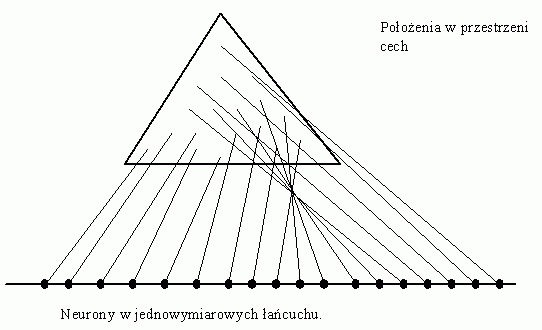 Położenia w przestrzeni
cech
Neurony w jednowymiarowych łańcuchu.